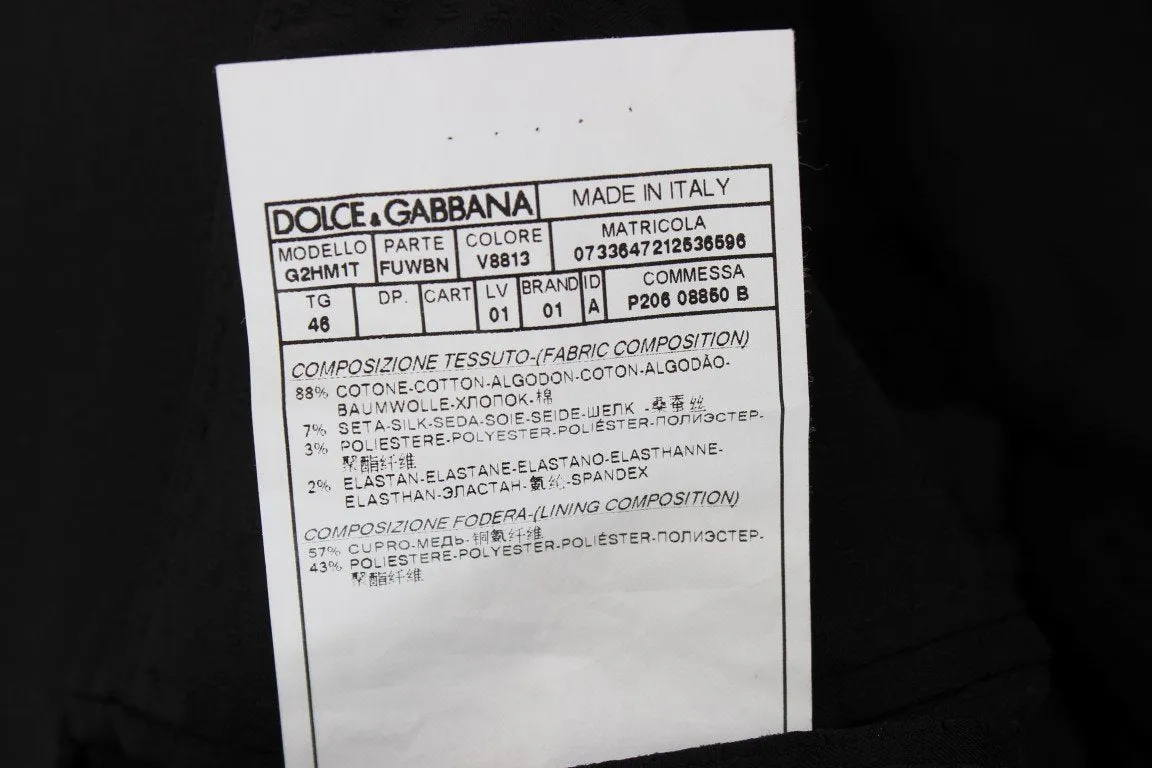 DOLCE & GABBANA MADE IN ITALY
MODELLO PARTE COLORE MATRICOLA
G2HM1T FUWBN V8813 0733647212536596
TG DP. CART LV BRAND ID COMMESSA
46 01 01 A P206 08850 B
COMPOSIZIONE TESSUTO-(FABRIC COMPOSITION)
88% COTONE-COTTON-ALGODON-COTON-ALGODÃO-
BAUMWOLLE-ХЛОПОК-棉
7% SETA-SILK-SEDA-SOIE-SEIDE-ШЕЛК -桑蚕丝
3% POLIESTERE-POLYESTER-POLIÉSTER-ПОЛИЭСТЕР-
聚酯纤维
2% ELASTAN-ELASTANE-ELASTANO-ELASTHANNE-
ELASTHAN-ЭЛАСТАН-氨纶-SPANDEX
COMPOSIZIONE FODERA-(LINING COMPOSITION)
57% CUPRO-МЕДЬ-铜氨纤维
43% POLIESTERE-POLYESTER-POLIÉSTER-ПОЛИЭСТЕР-
聚酯纤维